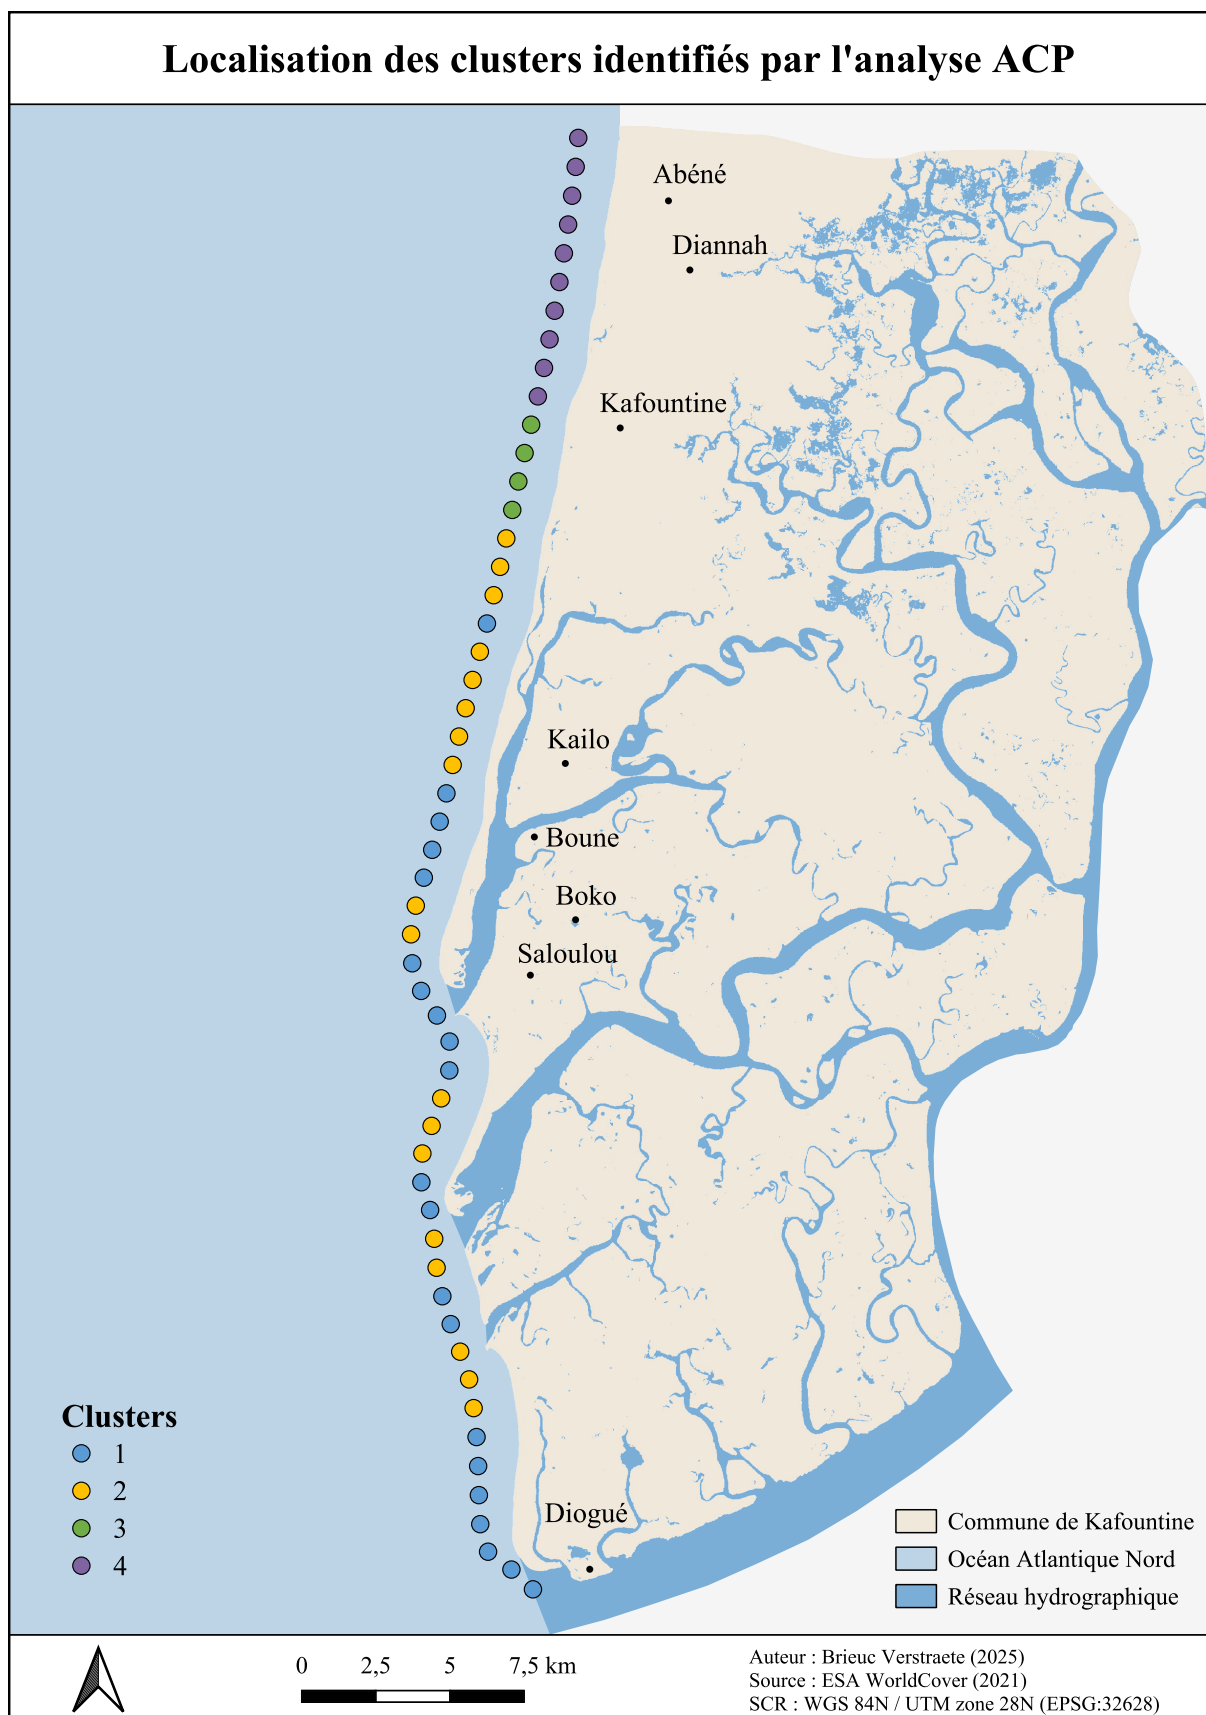 Localisation des clusters identifiés par l'analyse ACP
Abéné
Diannah
Kafountine
Kailo
Boune
Boko
Saloulou
Diogué
Clusters
1
2
3
4
Commune de Kafountine
Océan Atlantique Nord
Réseau hydrographique
0 2,5 5 7,5 km
Auteur : Brieuc Verstraete (2025)
Source : ESA WorldCover (2021)
SCR : WGS 84N / UTM zone 28N (EPSG:32628)